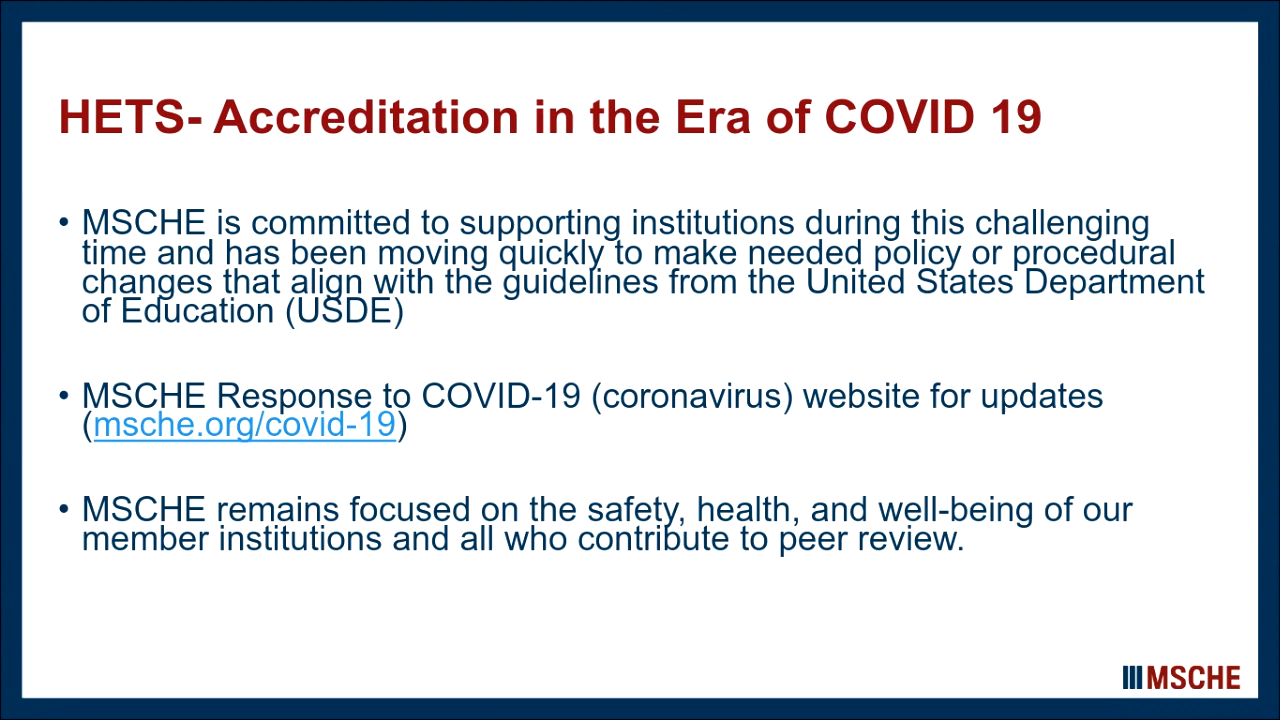 HETS- Accreditation in the Era of COVID 19
• MSCHE is committed to supporting institutions during this challenging
time and has been moving quickly to make needed policy or procedural
changes that align with the guidelines from the United States Department
of Education (USDE)
• MSCHE Response to COVID-19 (coronavirus) website for updates
(msche.org/covid-19)
• MSCHE remains focused on the safety, health, and well-being of our
member institutions and all who contribute to peer review.
MSCHE